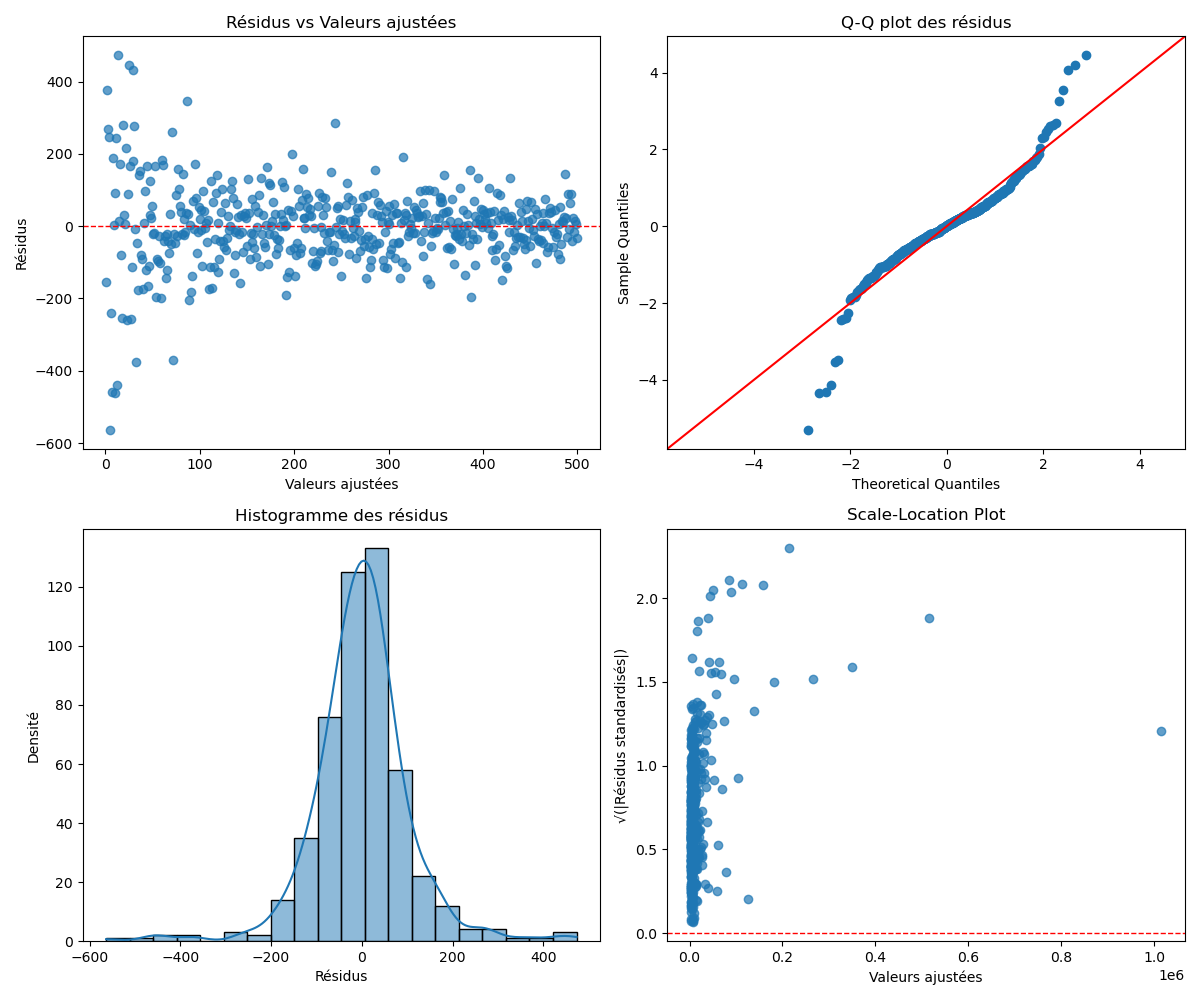 Résidus vs Valeurs ajustées
400
200
0
−200
−400
−600
Résidus
0 100 200 300 400 500
Valeurs ajustées
Q-Q plot des résidus
4
2
0
−2
−4
Sample Quantiles
−4 −2 0 2 4
Theoretical Quantiles
Histogramme des résidus
120
100
80
60
40
20
0
Densité
−600 −400 −200 0 200 400
Résidus
Scale-Location Plot
2.0
1.5
1.0
0.5
0.0
√(|Résidus standardisés|)
0.0 0.2 0.4 0.6 0.8 1.0
1e6
Valeurs ajustées